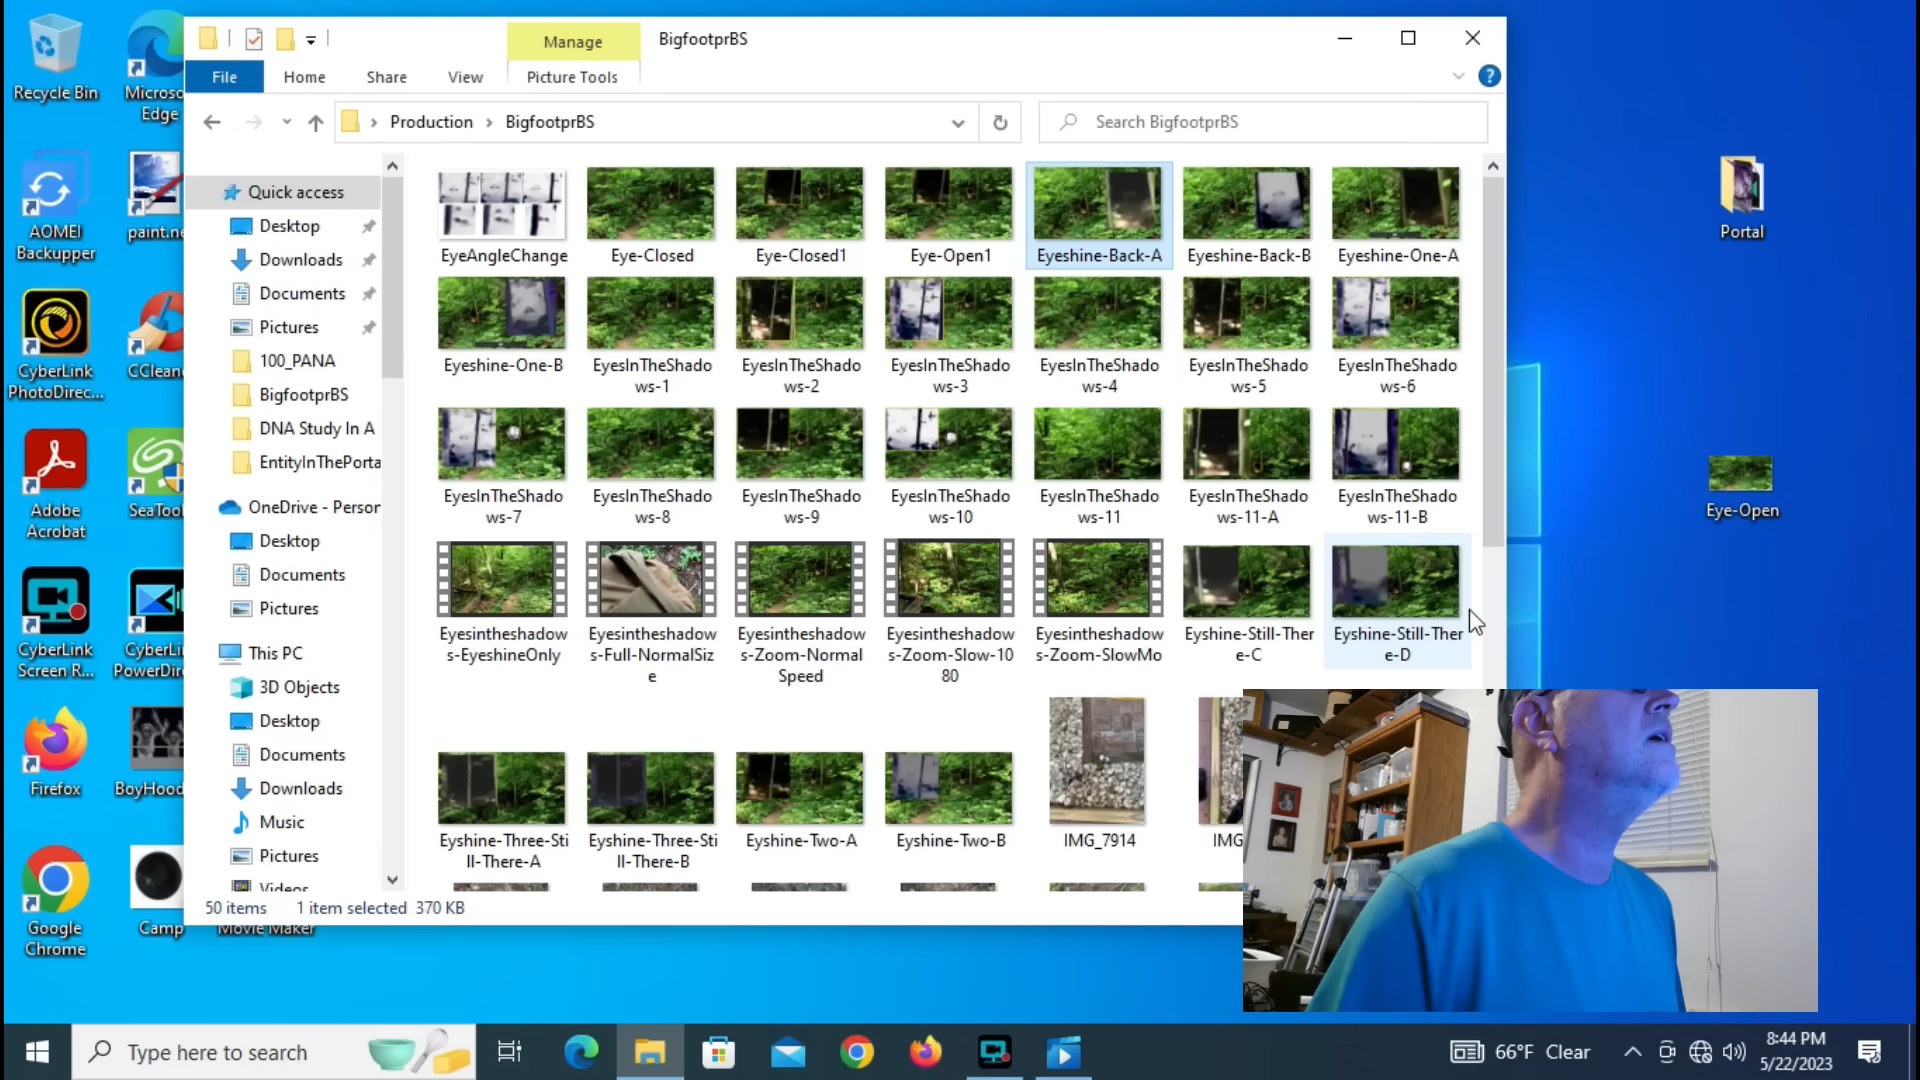 Manage
BigfootprBS
File
Home
Share
View
Picture Tools
Production
BigfootprBS
Search BigfootprBS
Recycle Bin
Microso
Edge
AOMEI
Backupper
paint.ne
CyberLink
PhotoDirec...
CClean
Adobe
Acrobat
SeaTool
CyberLink
Screen R...
CyberLi
PowerDir
Firefox
BoyHood
Google
Chrome
Camp
Movie Maker
Quick access
Desktop
Downloads
Documents
Pictures
100_PANA
BigfootprBS
DNA Study In A
EntityInThePorta
OneDrive - Persor
Desktop
Documents
Pictures
This PC
3D Objects
Desktop
Documents
Downloads
Music
Pictures
Videos
EyeAngleChange
Eye-Closed
Eye-Closed1
Eye-Open1
Eyeshine-Back-A
Eyeshine-Back-B
Eyeshine-One-A
Eyeshine-One-B
EyesInTheShado
ws-1
EyesInTheShado
ws-2
EyesInTheShado
ws-3
EyesInTheShado
ws-4
EyesInTheShado
ws-5
EyesInTheShado
ws-6
EyesInTheShado
ws-7
EyesInTheShado
ws-8
EyesInTheShado
ws-9
EyesInTheShado
ws-10
EyesInTheShado
ws-11
EyesInTheShado
ws-11-A
EyesInTheShado
ws-11-B
Eyesintheshadow
s-EyeshineOnly
Eyesintheshadow
s-Full-NormalSiz
e
Eyesintheshadow
s-Zoom-Normal
Speed
Eyesintheshadow
s-Zoom-Slow-10
80
Eyesintheshadow
s-Zoom-SlowMo
Eyshine-Still-Ther
e-C
Eyshine-Still-Ther
e-D
Eyshine-Three-Sti
ll-There-A
Eyshine-Three-Sti
ll-There-B
Eyshine-Two-A
Eyshine-Two-B
IMG_7914
IMG
50 items
1 item selected
370 KB
Portal
Eye-Open
Type here to search
66°F Clear
8:44 PM
5/22/2023